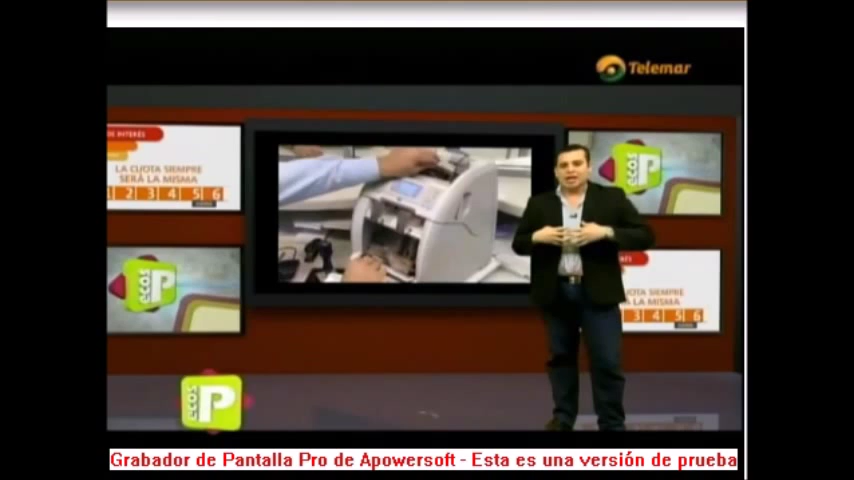 Telemar
DE INTERÉS
LA CUOTA SIEMPRE
SERÁ LA MISMA
1 2 3 4 5 6
ecos P
ecos P
CUOTA SIEMPRE
LA MISMA
3 4 5 6
ecos P
Grabador de Pantalla Pro de Apowersoft - Esta es una versión de prueba